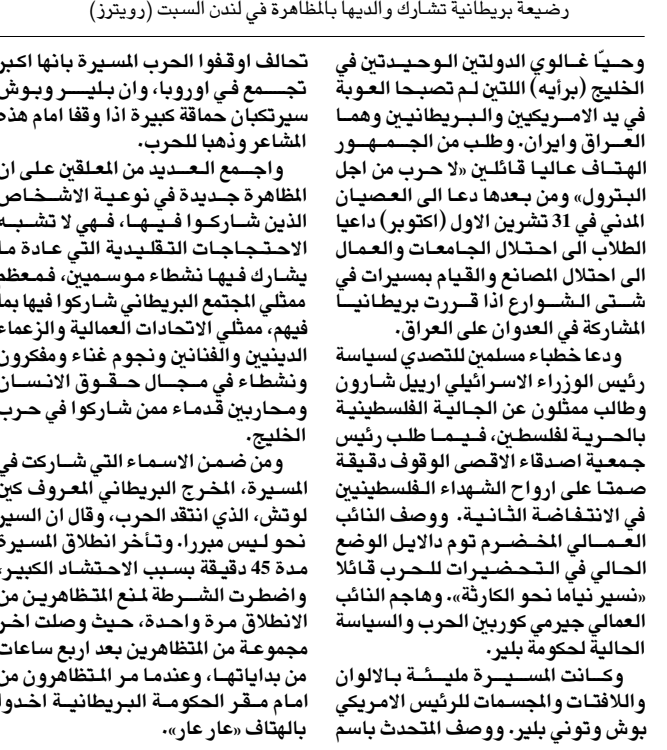 رضيعة بريطانية تشارك والديها بالمظاهرة في لندن السبت (رويترز)
وحيّا غالوي الدولتين الوحيدتين في
الخليج (برأيه) اللتين لم تصبحا العوبة
في يد الامريكيين والبريطانيين وهما
العراق وايران. وطلب من الجمهور
الهتاف عاليا قائلين «لا حرب من اجل
البترول» ومن بعدها دعا الى العصيان
المدني في 31 تشرين الاول (اكتوبر) داعيا
الطلاب الى احتلال الجامعات والعمال
الى احتلال المصانع والقيام بمسيرات في
شتى الشوارع اذا قررت بريطانيا
المشاركة في العدوان على العراق.
ودعا خطباء مسلمين للتصدي لسياسة
رئيس الوزراء الاسرائيلي ارييل شارون
وطالب ممثلون عن الجالية الفلسطينية
بالحرية لفلسطين، فيما طلب رئيس
جمعية اصدقاء الاقصى الوقوف دقيقة
صمتا على ارواح الشهداء الفلسطينيين
في الانتفاضة الثانية. ووصف النائب
العمالي المخضرم توم دالايل الوضع
الحالي في التحضيرات للحرب قائلا
«نسير نياما نحو الكارثة». وهاجم النائب
العمالي جيرمي كوربين الحرب والسياسة
الحالية لحكومة بلير.
وكانت المسيرة مليئة بالالوان
واللافتات والمجسمات للرئيس الامريكي
بوش وتوني بلير. ووصف المتحدث باسم
تحالف اوقفوا الحرب المسيرة بانها اكبر
تجمع في اوروبا، وان بلير وبوش
سيرتكبان حماقة كبيرة اذا وقفا امام هذه
المشاعر وذهبا للحرب.
واجمع العديد من المعلقين على ان
المظاهرة جديدة في نوعية الاشخاص
الذين شاركوا فيها، فهي لا تشبه
الاحتجاجات التقليدية التي عادة ما
يشارك فيها نشطاء موسميين، فمعظم
ممثلي المجتمع البريطاني شاركوا فيها بما
فيهم، ممثلي الاتحادات العمالية والزعماء
الدينيين والفنانين ونجوم غناء ومفكرون
ونشطاء في مجال حقوق الانسان
ومحاربين قدماء ممن شاركوا في حرب
الخليج.
ومن ضمن الاسماء التي شاركت في
المسيرة، المخرج البريطاني المعروف كين
لوتش، الذي انتقد الحرب، وقال ان السير
نحو ليس مبررا. وتأخر انطلاق المسيرة
مدة 45 دقيقة بسبب الاحتشاد الكبير،
واضطرت الشرطة لمنع المتظاهرين من
الانطلاق مرة واحدة، حيث وصلت اخر
مجموعة من المتظاهرين بعد اربع ساعات
من بداياتها، وعندما مر المتظاهرون من
امام مقر الحكومة البريطانية اخذوا
بالهتاف «عار عار».